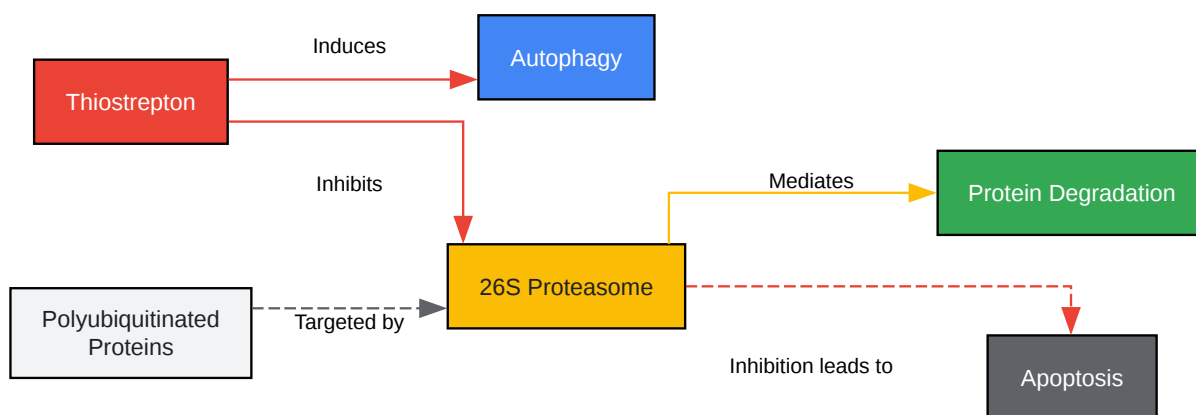 Induces
Autophagy
Thiostrepton
Inhibits
Mediates
Protein Degradation
26S Proteasome
Polyubiquitinated
Proteins
Targeted by
Inhibition leads to
Apoptosis